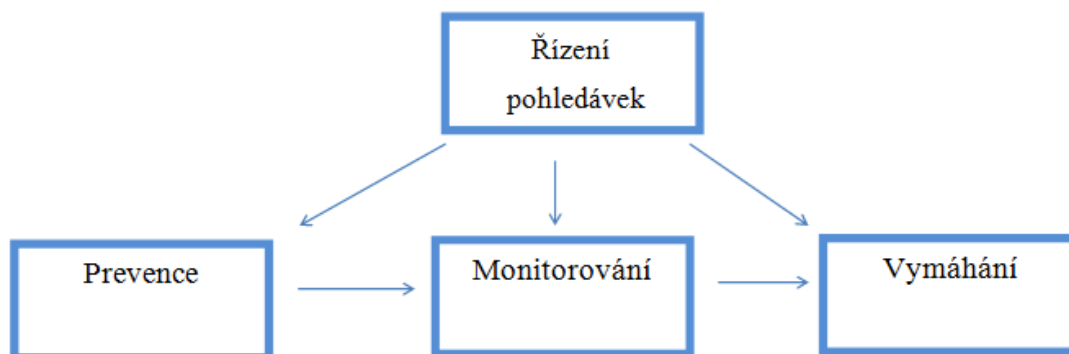 Řízení
pohledávek
Prevence
Monitorování
Vymáhání